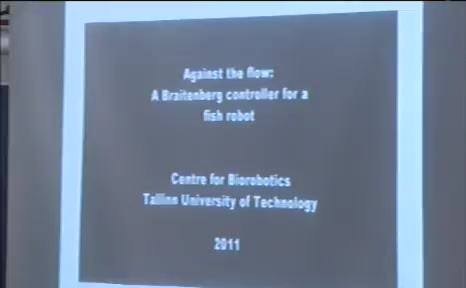 Against the flow:
A Braitenberg controller for a
fish robot
Centre for Biorobotics
Tallinn University of Technology
2011